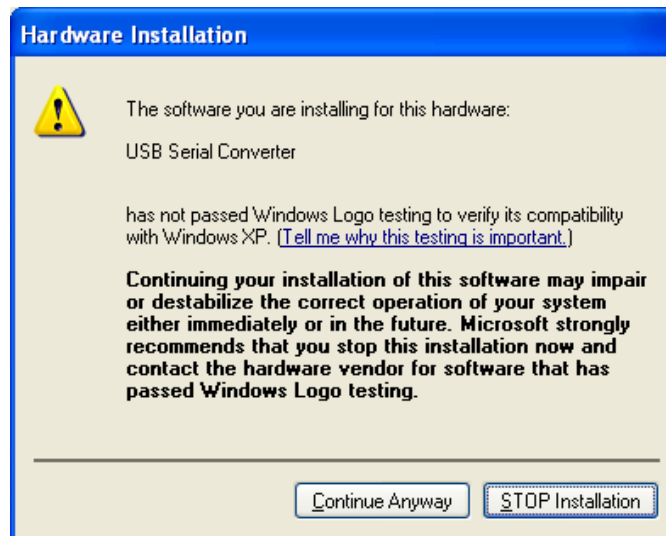 Hardware Installation
The software you are installing for this hardware:
USB Serial Converter
has not passed Windows Logo testing to verify its compatibility
with Windows XP. (Tell me why this testing is important.)
Continuing your installation of this software may impair
or destabilize the correct operation of your system
either immediately or in the future. Microsoft strongly
recommends that you stop this installation now and
contact the hardware vendor for software that has
passed Windows Logo testing.
Continue Anyway
STOP Installation